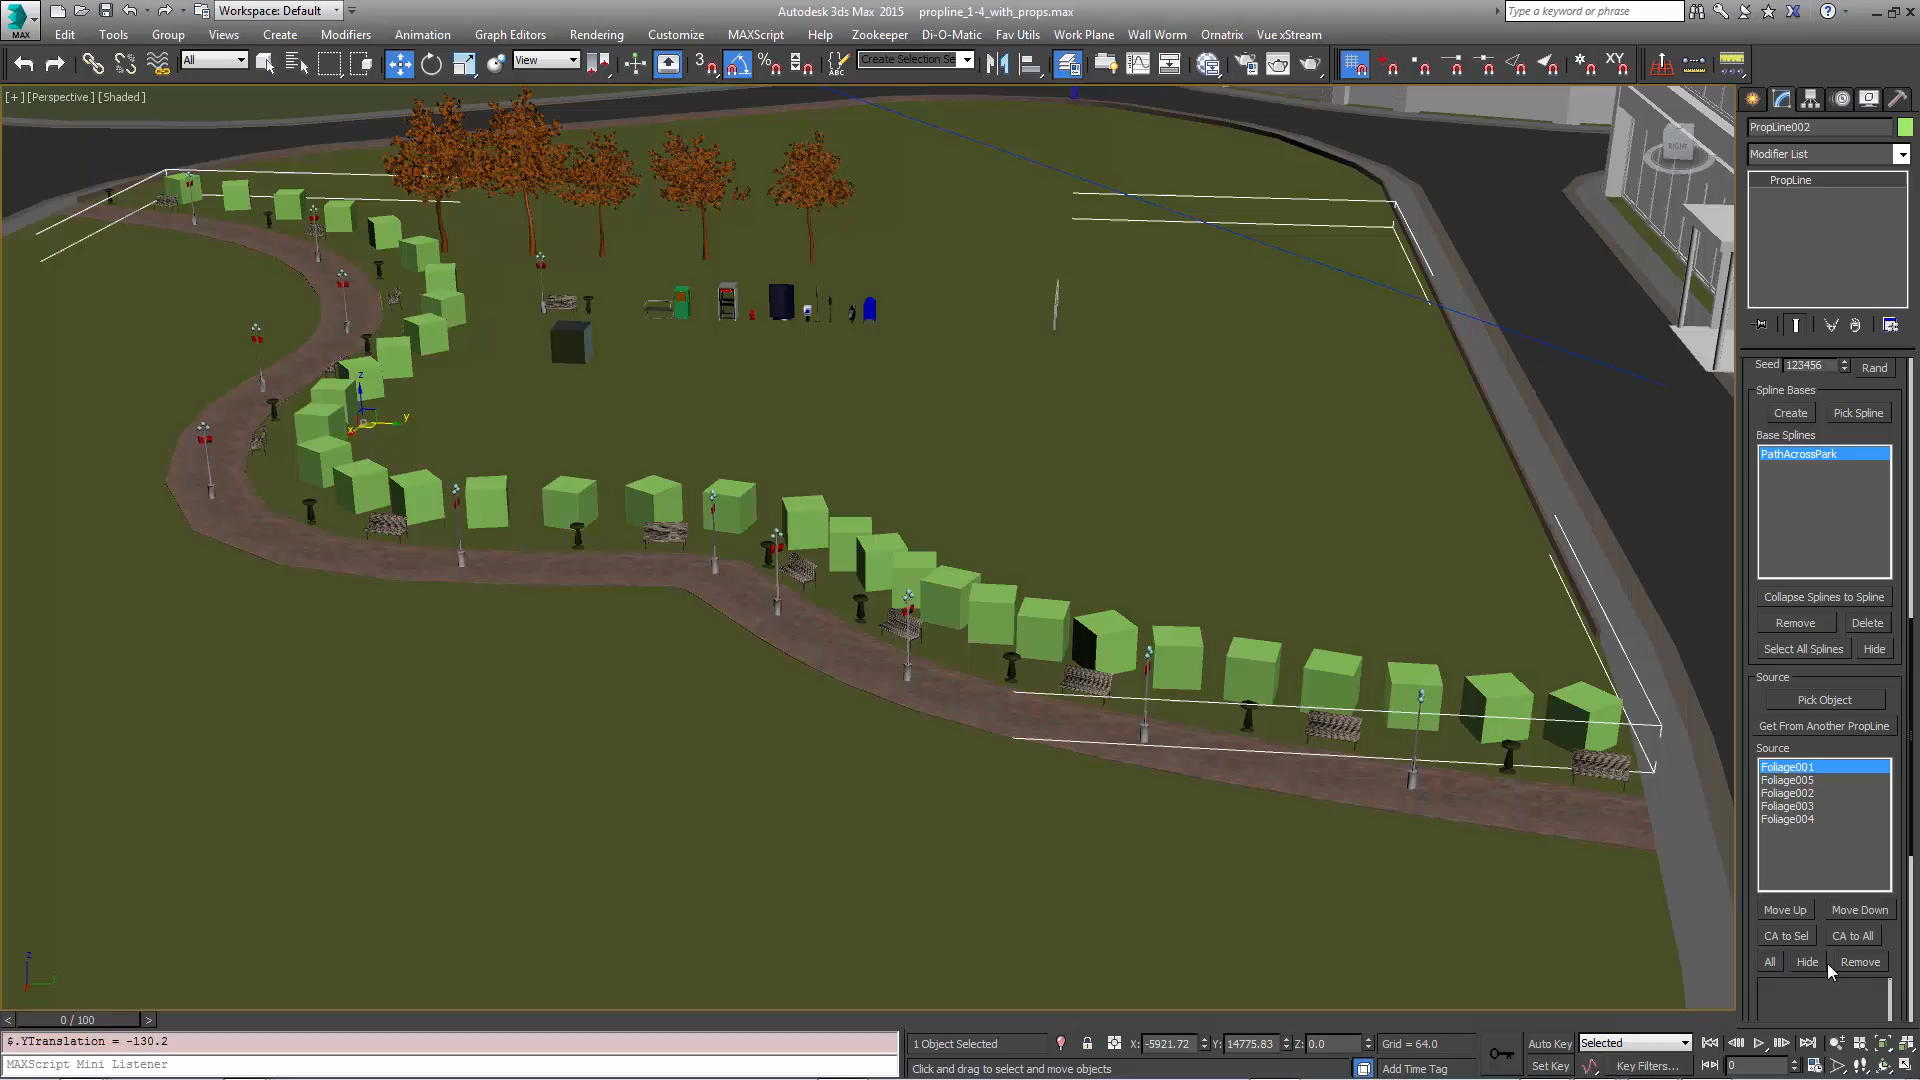 Workspace: Default
Autodesk 3ds Max 2015 propline_1-4_with_props.max
Type a keyword or phrase
MAX
Edit Tools Group Views Create Modifiers Animation Graph Editors Rendering Customize MAXScript Help Zookeeper Di-O-Matic Fav Utils Work Plane Wall Worm Ornatrix Vue xStream
All
View
3
%
ABC
Create Selection Se
XY
[+] [Perspective ] [Shaded ]
RIGHT
PropLine002
Modifier List
PropLine
Seed 123456 Rand
Spline Bases
Create Pick Spline
Base Splines
PathAcrossPark
Collapse Splines to Spline
Remove Delete
Select All Splines Hide
Source
Pick Object
Get From Another PropLine
Source
Foliage001
Foliage005
Foliage002
Foliage003
Foliage004
Move Up Move Down
CA to Sel CA to All
All Hide Remove
z
y
x
z
y
< 0 / 100 >
$.YTranslation = -130.2
MAXScript Mini Listener
1 Object Selected X: -5921.72 Y: 14775.83 Z: 0.0 Grid = 64.0 Auto Key Selected
Click and drag to select and move objects Add Time Tag Set Key Key Filters... 0